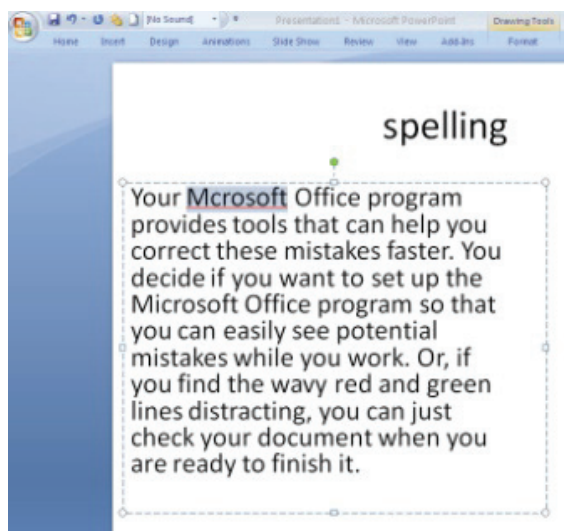 [No Sound]
Presentation1 - Microsoft PowerPoint
Drawing Tools
Home Insert Design Animations Slide Show Review View Add-Ins Format
spelling
Your Mcrosoft Office program
provides tools that can help you
correct these mistakes faster. You
decide if you want to set up the
Microsoft Office program so that
you can easily see potential
mistakes while you work. Or, if
you find the wavy red and green
lines distracting, you can just
check your document when you
are ready to finish it.